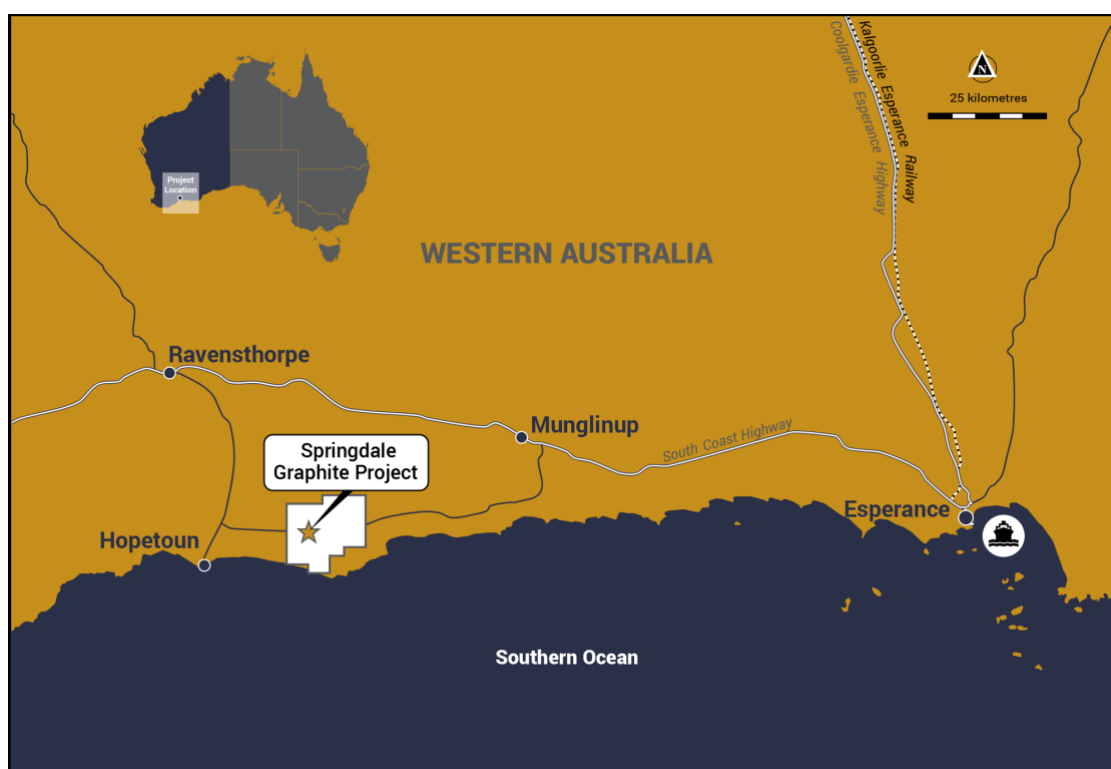 Project
Location
Kalgoorlie Esperance Railway
Coolgardie Esperance Highway
N
25 kilometres
WESTERN AUSTRALIA
Ravensthorpe
Munglinup
South Coast Highway
Springdale
Graphite Project
Esperance
Hopetoun
Southern Ocean